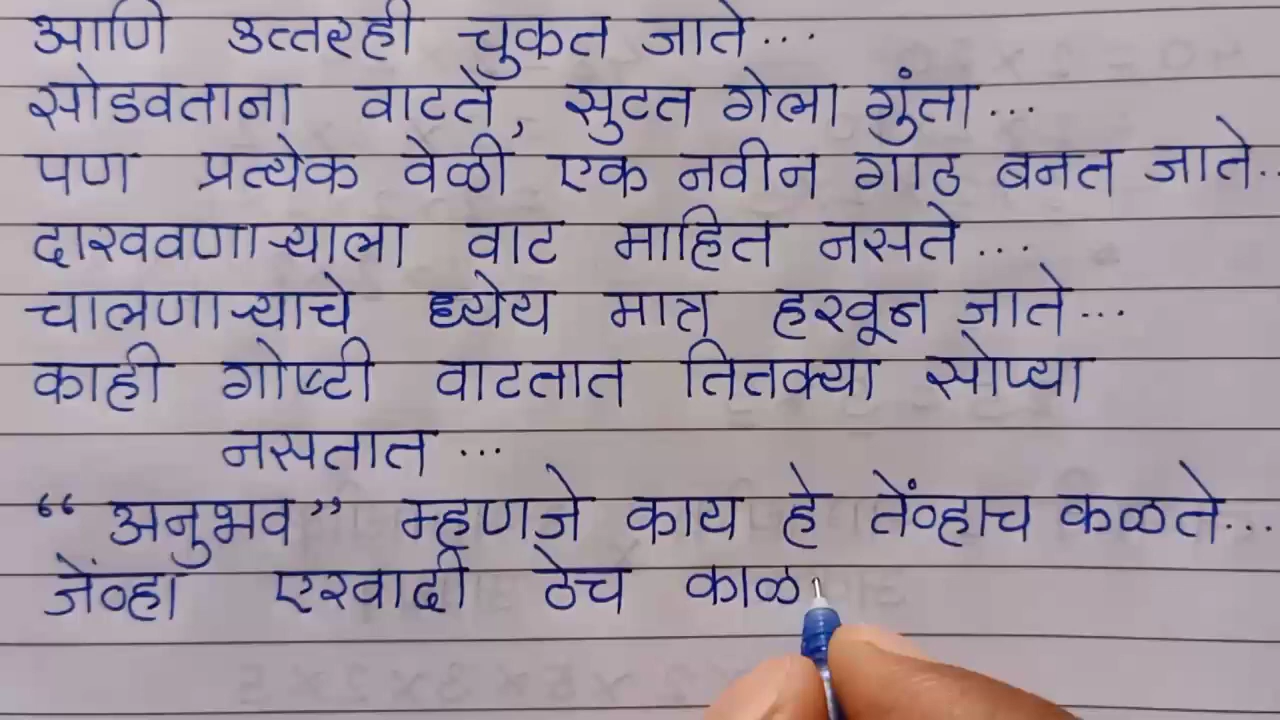 आणि उत्तरही चुकत जाते...
सोडवताना वाटते, सुटत गेला गुंता...
पण प्रत्येक वेळी एक नवीन गाठ बनत जाते..
दाखवणाऱ्याला वाट माहित नसते...
चालणाऱ्याचे ध्येय मात्र हरवून जाते...
काही गोष्टी वाटतात तितक्या सोप्या
नसतात...
“अनुभव” म्हणजे काय हे तेंव्हाच कळते...
जेंव्हा एखादी ठेच काळ